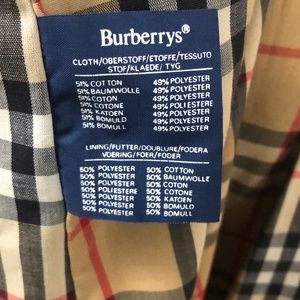 Burberrys®
CLOTH/OBERSTOFF/ETOFFE/TESSUTO
STOF/KLAEDE/TYG
51% COTTON 49% POLYESTER
51% BAUMWOLLE 49% POLYESTER
51% COTON 49% POLYESTER
51% COTONE 49% POLIESTERE
51% KATOEN 49% POLYESTER
51% BOMULD 49% POLYESTER
51% BOMULL 49% POLYESTER
LINING/FUTTER/DOUBLURE/FODERA
VOERING/FOER/FODER
50% POLYESTER 50% COTTON
50% POLYESTER 50% BAUMWOLLE
50% POLYESTER 50% COTON
50% POLIESTERE 50% COTONE
50% POLYESTER 50% KATOEN
50% POLYESTER 50% BOMULD
50% POLYESTER 50% BOMULL